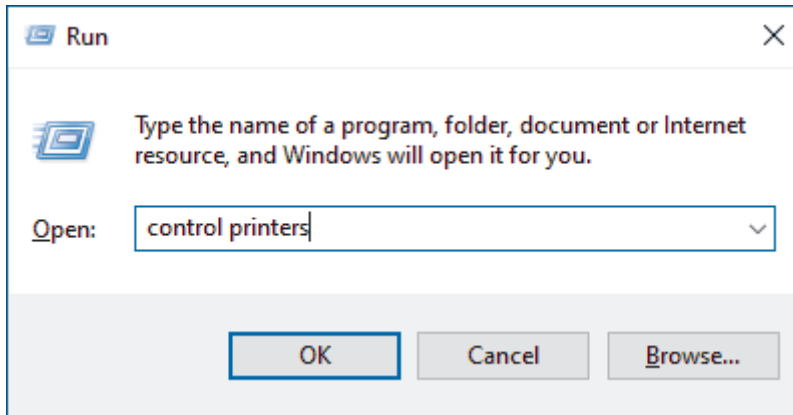 Run
Type the name of a program, folder, document or Internet
resource, and Windows will open it for you.
Open: control printers
OK Cancel Browse...